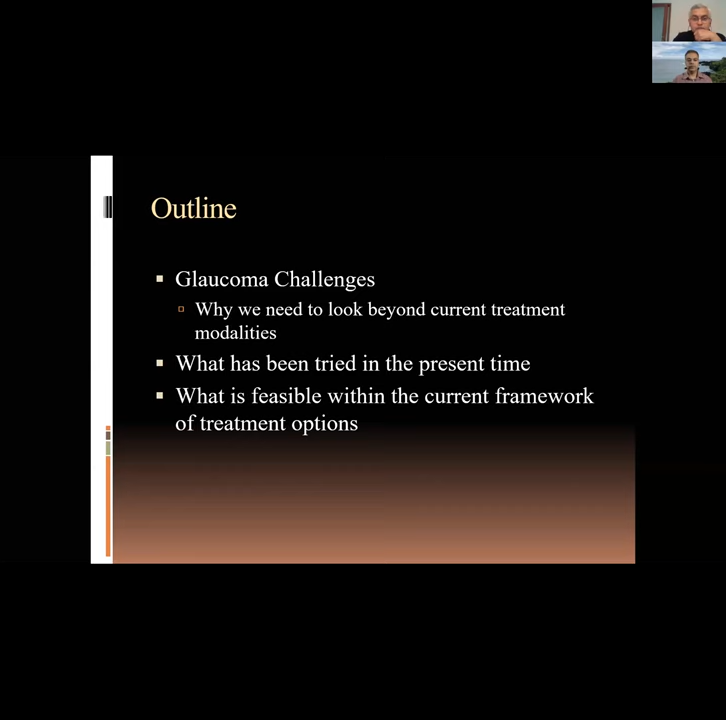 Outline
Glaucoma Challenges
Why we need to look beyond current treatment
modalities
What has been tried in the present time
What is feasible within the current framework
of treatment options